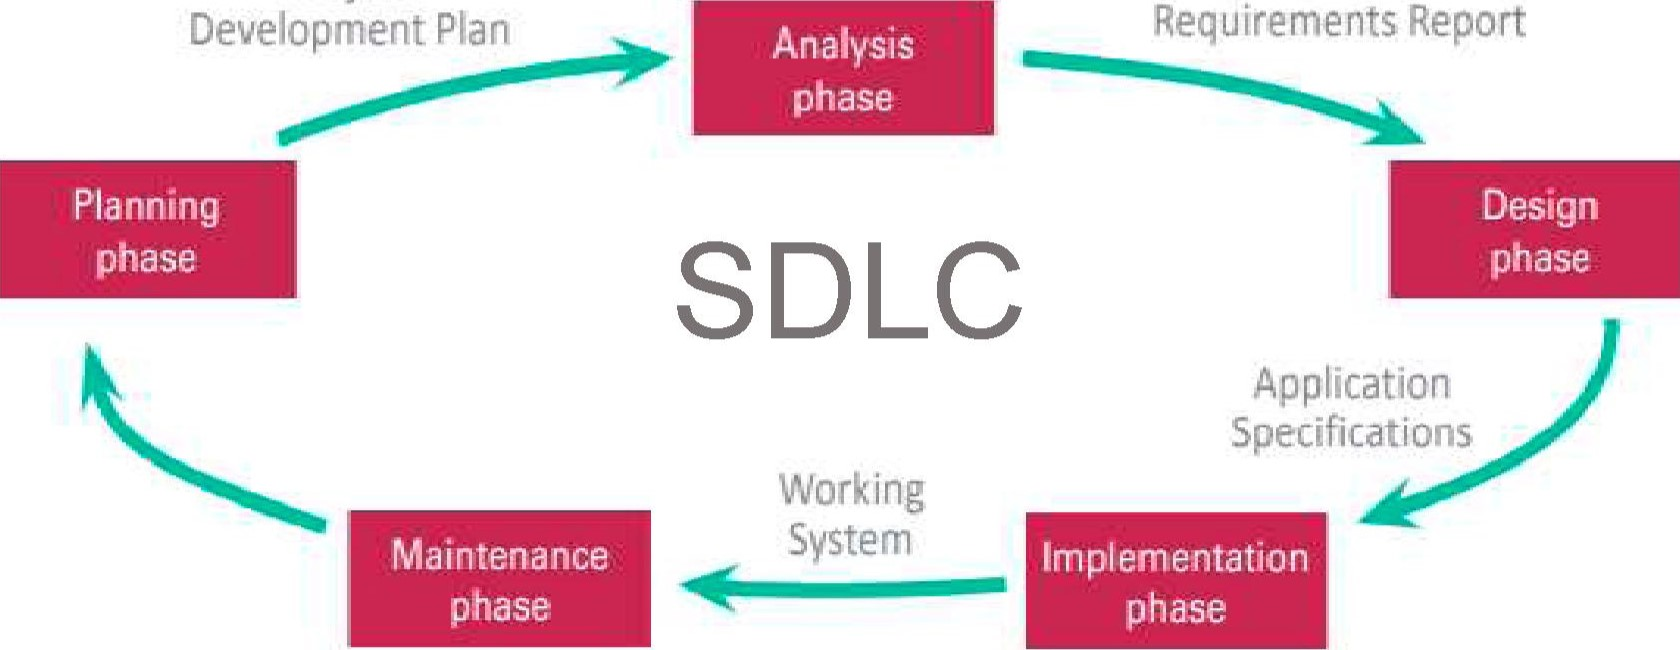 Development Plan
Analysis
phase
Requirements Report
Planning
phase
Design
phase
SDLC
Application
Specifications
Working
System
Maintenance
phase
Implementation
phase